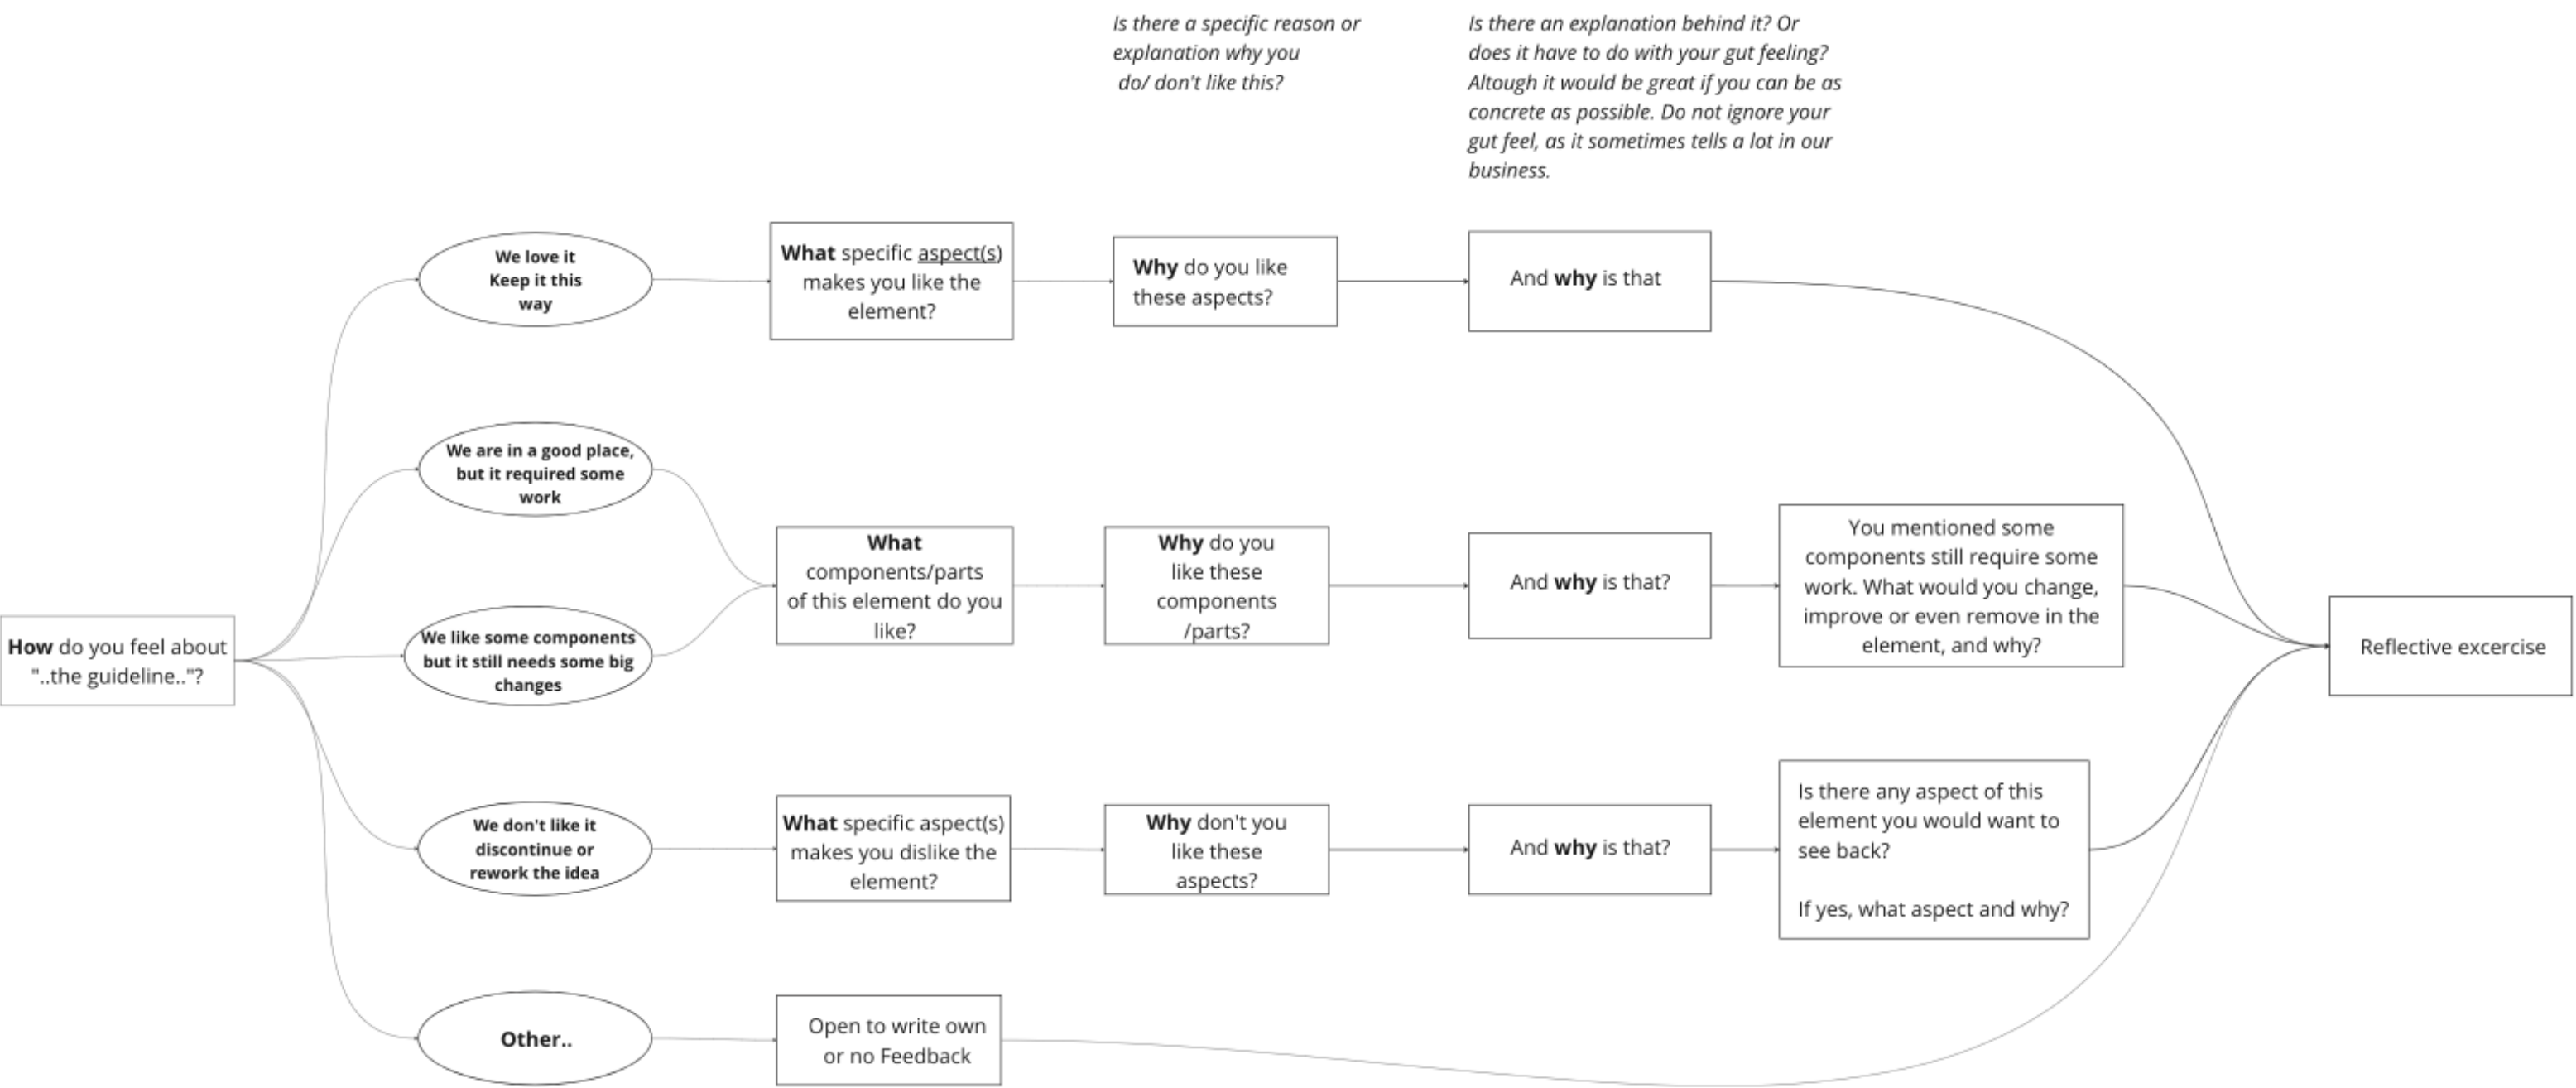 Is there a specific reason or
explanation why you
do/ don't like this?
Is there an explanation behind it? Or
does it have to do with your gut feeling?
Altough it would be great if you can be as
concrete as possible. Do not ignore your
gut feel, as it sometimes tells a lot in our
business.
We love it
Keep it this
way
What specific aspect(s)
makes you like the
element?
Why do you like
these aspects?
And why is that
We are in a good place,
but it required some
work
We like some components
but it still needs some big
changes
What
components/parts
of this element do you
like?
Why do you
like these
components
/parts?
And why is that?
You mentioned some
components still require some
work. What would you change,
improve or even remove in the
element, and why?
How do you feel about
"..the guideline.."?
Reflective excercise
We don't like it
discontinue or
rework the idea
What specific aspect(s)
makes you dislike the
element?
Why don't you
like these
aspects?
And why is that?
Is there any aspect of this
element you would want to
see back?
If yes, what aspect and why?
Other..
Open to write own
or no Feedback